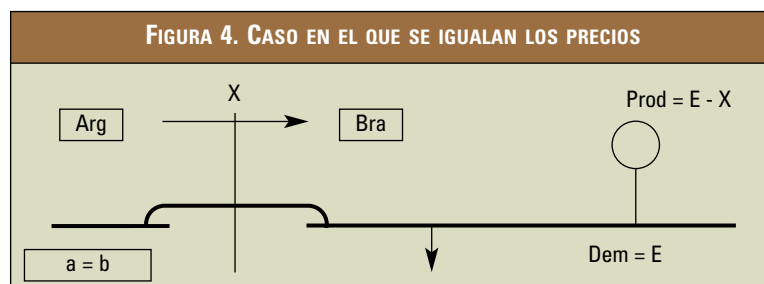 FIGURA 4. CASO EN EL QUE SE IGUALAN LOS PRECIOS
X
Prod = E - X
Arg
Bra
Dem = E
a = b